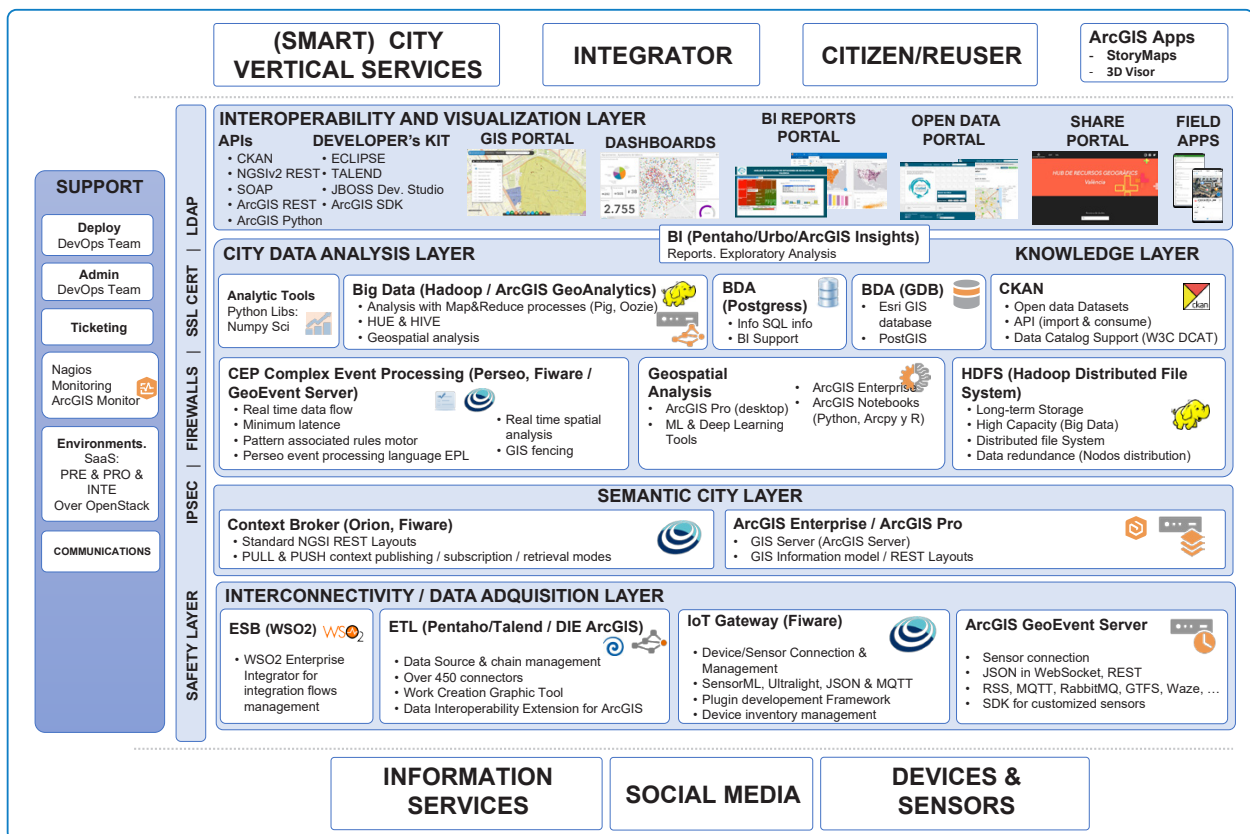 (SMART) CITY
VERTICAL SERVICES
INTEGRATOR
CITIZEN/REUSER
ArcGIS Apps
- StoryMaps
- 3D Visor
SUPPORT
Deploy
DevOps Team
Admin
DevOps Team
Ticketing
Nagios
Monitoring
ArcGIS Monitor
Environments.
SaaS:
PRE & PRO &
INTE
Over OpenStack
COMMUNICATIONS
SAFETY LAYER IPSEC | FIREWALLS | SSL CERT | LDAP
INTEROPERABILITY AND VISUALIZATION LAYER
APIs
• CKAN
• NGSIv2 REST
• SOAP
• ArcGIS REST
• ArcGIS Python
DEVELOPER's KIT
• ECLIPSE
• TALEND
• JBOSS Dev. Studio
• ArcGIS SDK
GIS PORTAL
DASHBOARDS
2.755
BI REPORTS
PORTAL
OPEN DATA
PORTAL
SHARE
PORTAL
HUB DE RECURSOS GEOGRÀFICS
València
FIELD
APPS
BI (Pentaho/Urbo/ArcGIS Insights)
Reports. Exploratory Analysis
CITY DATA ANALYSIS LAYER
KNOWLEDGE LAYER
Analytic Tools
Python Libs:
Numpy Sci
Big Data (Hadoop / ArcGIS GeoAnalytics)
• Analysis with Map&Reduce processes (Pig, Oozie)
• HUE & HIVE
• Geospatial analysis
BDA
(Postgress)
• Info SQL info
• BI Support
BDA (GDB)
• Esri GIS
database
• PostGIS
CKAN
• Open data Datasets
• API (import & consume)
• Data Catalog Support (W3C DCAT)
ckan
CEP Complex Event Processing (Perseo, Fiware /
GeoEvent Server)
• Real time data flow
• Minimum latence
• Pattern associated rules motor
• Perseo event processing language EPL
• Real time spatial
analysis
• GIS fencing
Geospatial
Analysis
• ArcGIS Pro (desktop)
• ML & Deep Learning
Tools
• ArcGIS Enterprise
• ArcGIS Notebooks
(Python, Arcpy y R)
HDFS (Hadoop Distributed File
System)
• Long-term Storage
• High Capacity (Big Data)
• Distributed file System
• Data redundance (Nodos distribution)
SEMANTIC CITY LAYER
Context Broker (Orion, Fiware)
• Standard NGSI REST Layouts
• PULL & PUSH context publishing / subscription / retrieval modes
ArcGIS Enterprise / ArcGIS Pro
• GIS Server (ArcGIS Server)
• GIS Information model / REST Layouts
INTERCONNECTIVITY / DATA ADQUISITION LAYER
ESB (WSO2)
WSO2
• WSO2 Enterprise
Integrator for
integration flows
management
ETL (Pentaho/Talend / DIE ArcGIS)
• Data Source & chain management
• Over 450 connectors
• Work Creation Graphic Tool
• Data Interoperability Extension for ArcGIS
IoT Gateway (Fiware)
• Device/Sensor Connection &
Management
• SensorML, Ultralight, JSON & MQTT
• Plugin developement Framework
• Device inventory management
ArcGIS GeoEvent Server
• Sensor connection
• JSON in WebSocket, REST
• RSS, MQTT, RabbitMQ, GTFS, Waze, …
• SDK for customized sensors
INFORMATION
SERVICES
SOCIAL MEDIA
DEVICES &
SENSORS